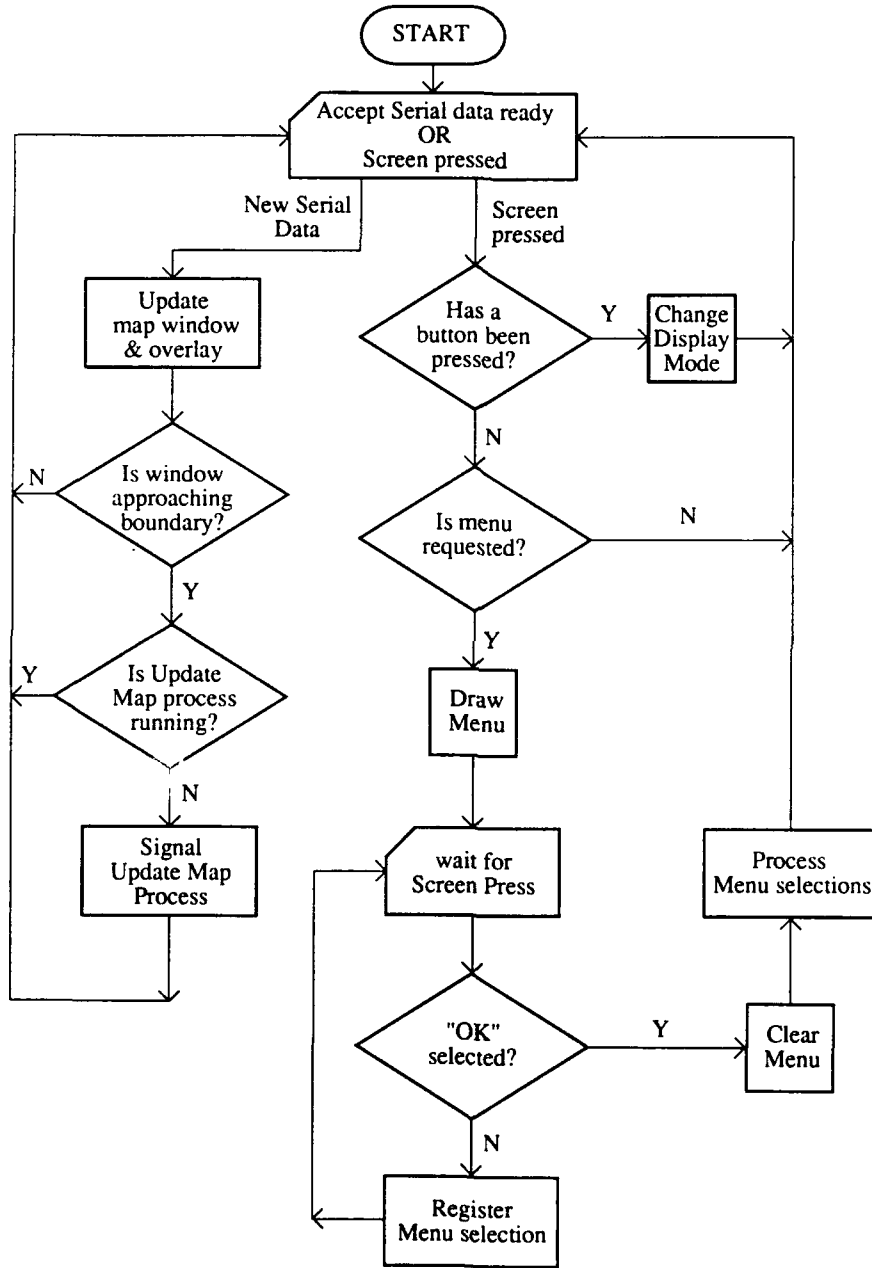 START
Accept Serial data ready
OR
Screen pressed
New Serial
Data
Screen
pressed
Update
map window
& overlay
Has a
button been
pressed?
Y
Change
Display
Mode
N
N
Is window
approaching
boundary?
Is menu
requested?
N
Y
Y
Y
Is Update
Map process
running?
Draw
Menu
N
Signal
Update Map
Process
wait for
Screen Press
Process
Menu selections
"OK"
selected?
Y
Clear
Menu
N
Register
Menu selection